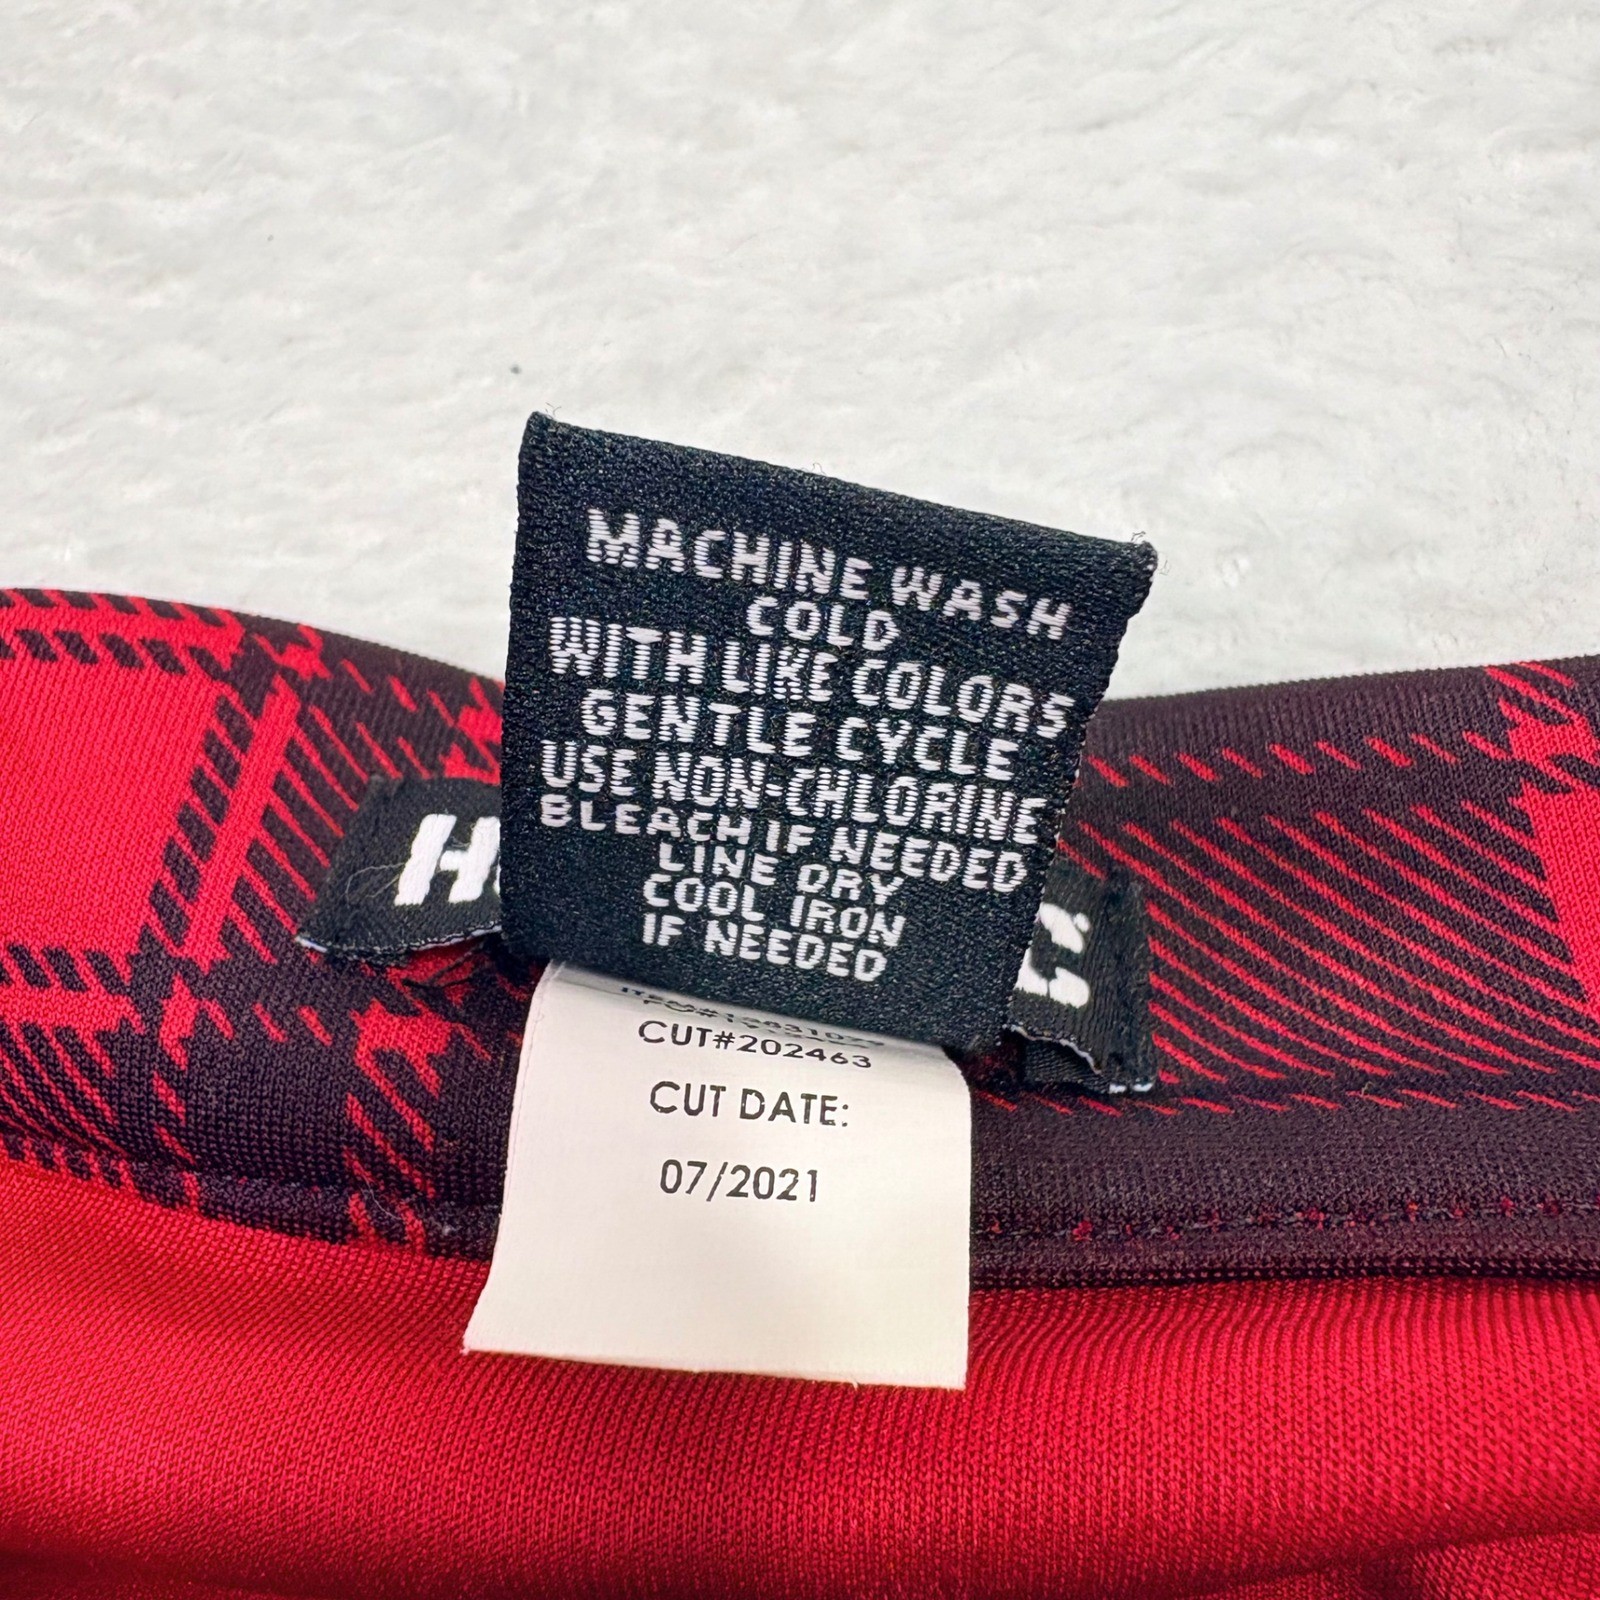 MACHINE WASH
COLD
WITH LIKE COLORS
GENTLE CYCLE
USE NON-CHLORINE
BLEACH IF NEEDED
LINE DRY
COOL IRON
IF NEEDED
CUT#202463
CUT DATE:
07/2021